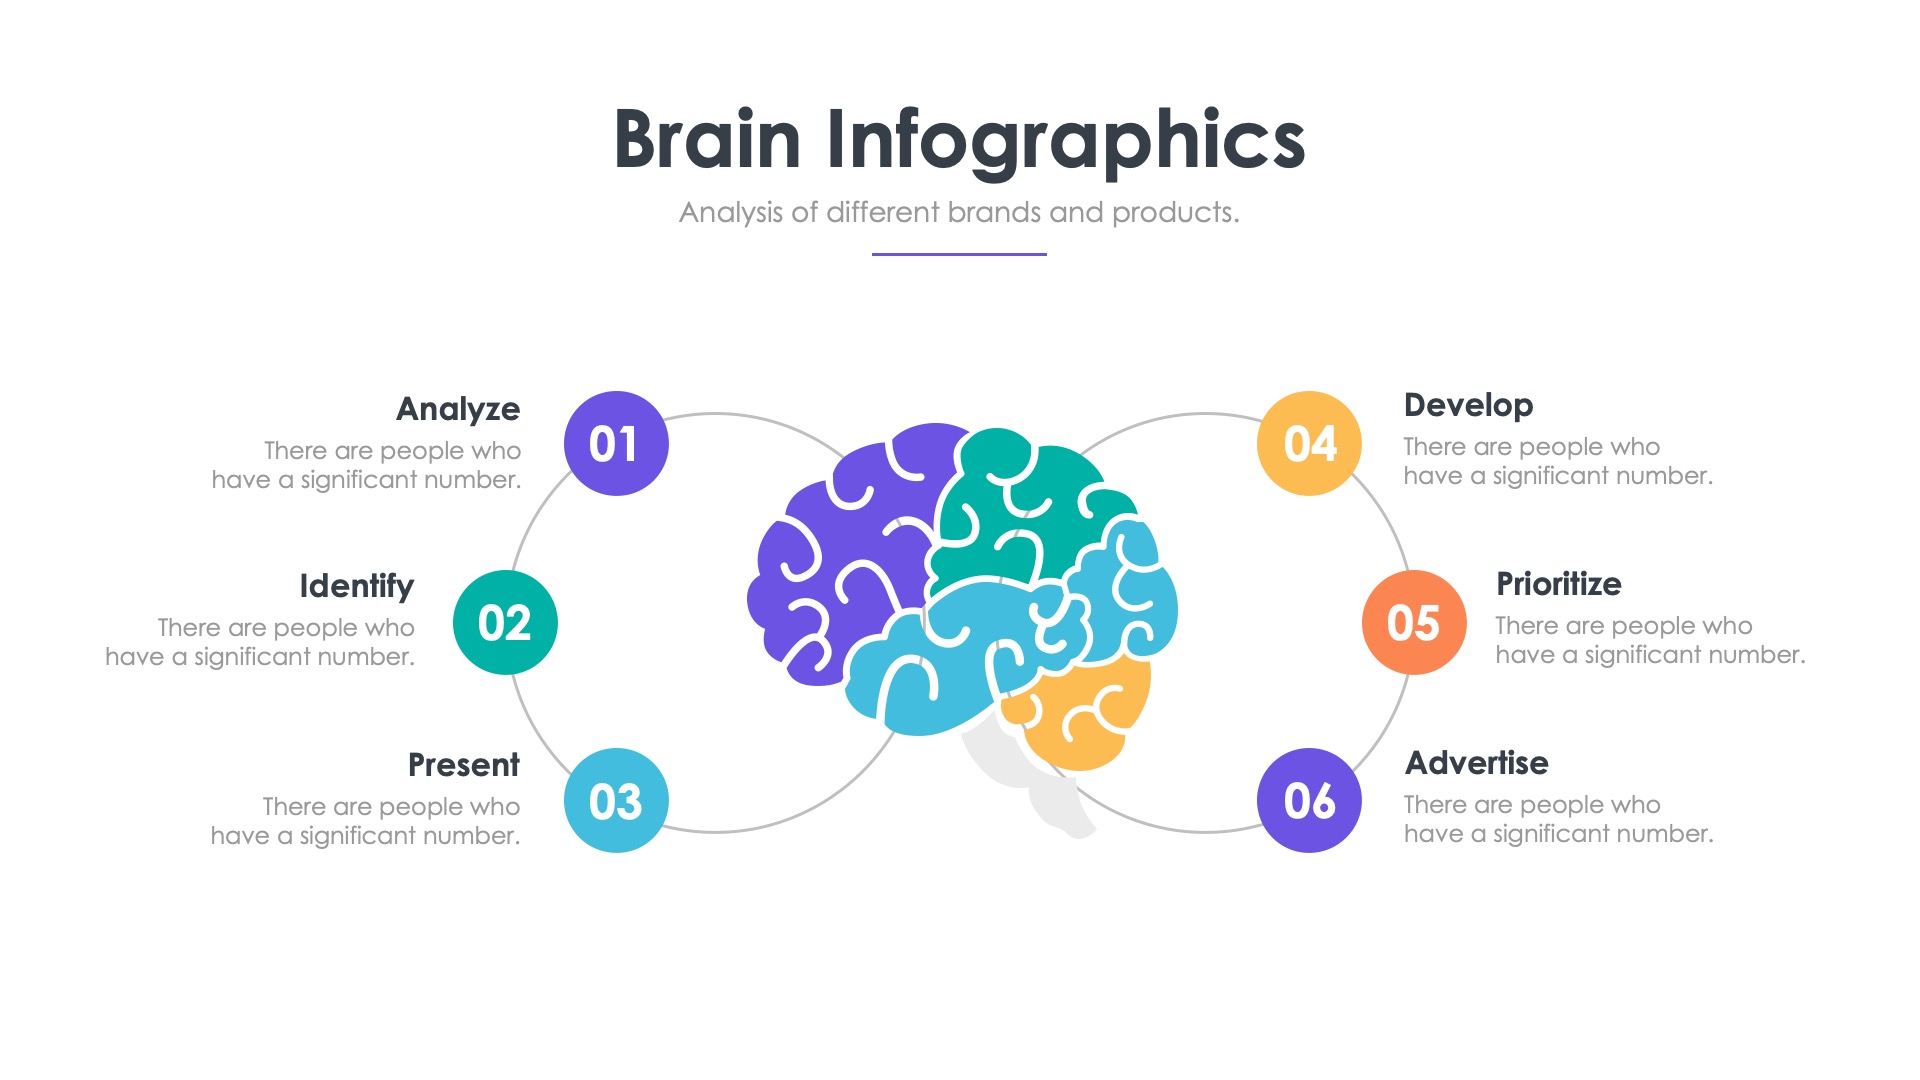 Brain Infographics
Analysis of different brands and products.
Analyze
There are people who
have a significant number.
01
Identify
There are people who
have a significant number.
02
Present
There are people who
have a significant number.
03
04
Develop
There are people who
have a significant number.
05
Prioritize
There are people who
have a significant number.
06
Advertise
There are people who
have a significant number.